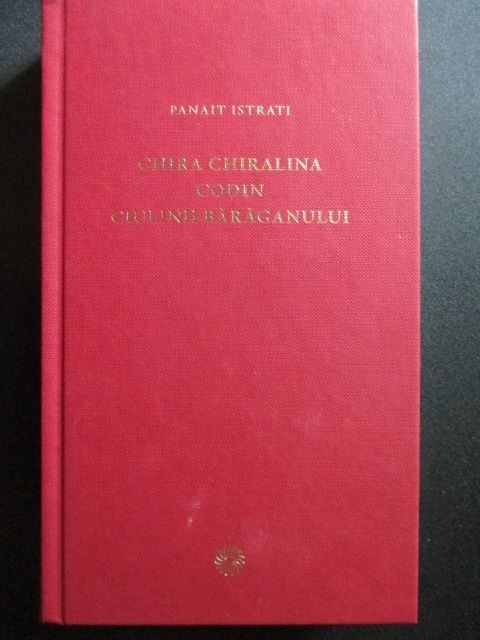 PANAIT ISTRATI
CHIRA CHIRALINA
CODIN
CIULINII BĂRĂGANULUI